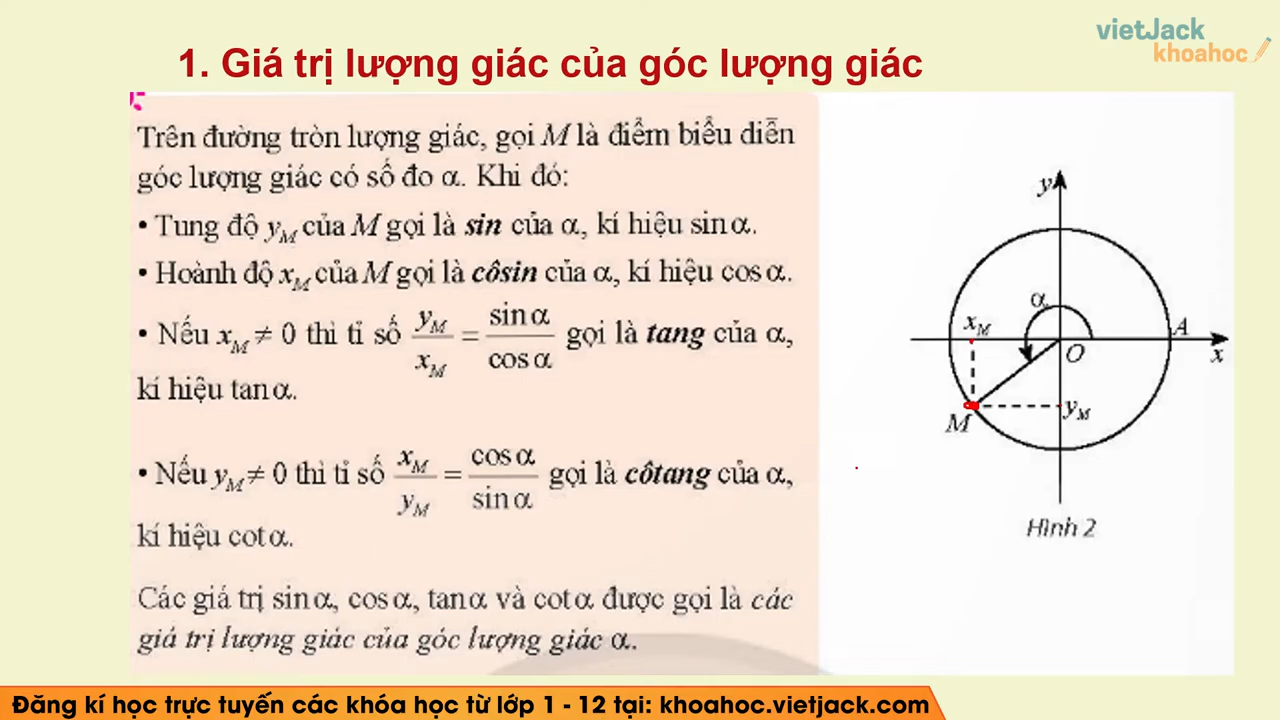 vietJack
khoahoc
1. Giá trị lượng giác của góc lượng giác
Trên đường tròn lượng giác, gọi M là điểm biểu diễn
góc lượng giác có số đo α. Khi đó:
• Tung độ y_M của M gọi là sin của α, kí hiệu sin α.
• Hoành độ x_M của M gọi là côsin của α, kí hiệu cos α.
• Nếu x_M ≠ 0 thì tỉ số y_M/x_M = sin α/cos α gọi là tang của α,
kí hiệu tan α.
• Nếu y_M ≠ 0 thì tỉ số x_M/y_M = cos α/sin α gọi là côtang của α,
kí hiệu cot α.
Các giá trị sin α, cos α, tan α và cot α được gọi là các
giá trị lượng giác của góc lượng giác α.
y
α
x_M
A
O
x
M
y_M
Hình 2
Đăng kí học trực tuyến các khóa học từ lớp 1 - 12 tại: khoahoc.vietjack.com